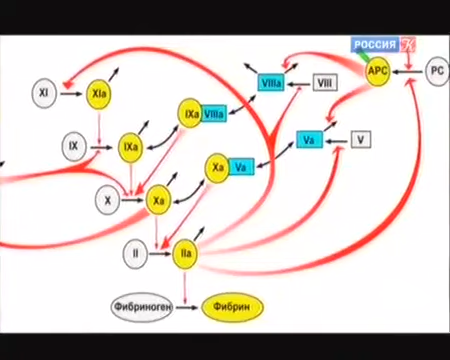 РОССИЯ К
XI
XIa
VIIIa
VIII
APC
PC
IXa VIIIa
IX
IXa
Va
V
Xa Va
X
Xa
II
IIa
Фибриноген
Фибрин